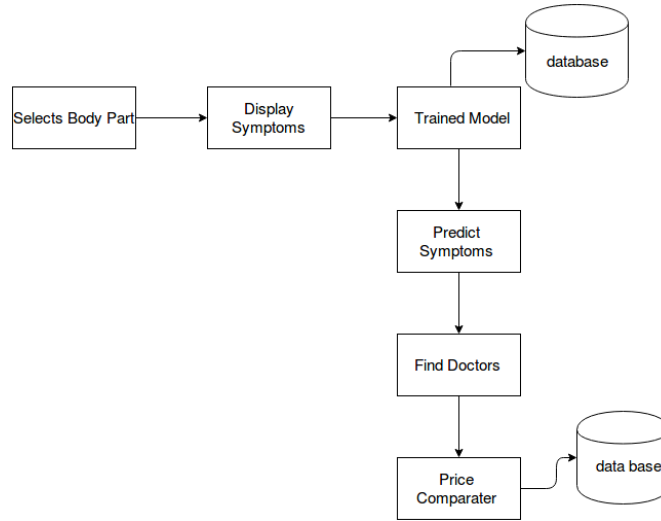 database
Selects Body Part
Display
Symptoms
Trained Model
Predict
Symptoms
Find Doctors
Price
Comparater
data base